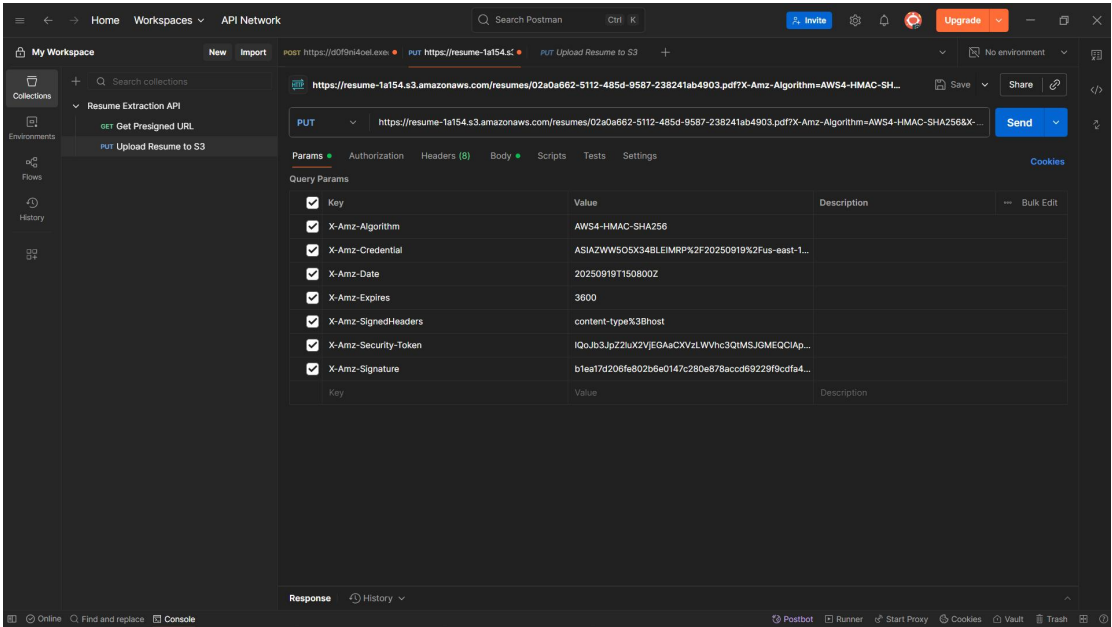 Home Workspaces API Network Search Postman Ctrl K Invite Upgrade
My Workspace New Import POST https://d0f9ni4oel.exe PUT https://resume-1a154.s: PUT Upload Resume to S3 No environment
Collections
Environments
Flows
History
Search collections
Resume Extraction API
GET Get Presigned URL
PUT Upload Resume to S3
https://resume-1a154.s3.amazonaws.com/resumes/02a0a662-5112-485d-9587-238241ab4903.pdf?X-Amz-Algorithm=AWS4-HMAC-SH... Save Share
PUT https://resume-1a154.s3.amazonaws.com/resumes/02a0a662-5112-485d-9587-238241ab4903.pdf?X-Amz-Algorithm=AWS4-HMAC-SHA256&X-... Send
Params Authorization Headers (8) Body Scripts Tests Settings Cookies
Query Params
Key Value Description Bulk Edit
X-Amz-Algorithm AWS4-HMAC-SHA256
X-Amz-Credential ASIAZWW5O5X34BLEIMRP%2F20250919%2Fus-east-1...
X-Amz-Date 20250919T150800Z
X-Amz-Expires 3600
X-Amz-SignedHeaders content-type%3Bhost
X-Amz-Security-Token IQoJb3JpZ2luX2VjEGAaCXVzLWVhc3QtMSJGMEQCIAp...
X-Amz-Signature b1ea17d206fe802b6e0147c280e878accd69229f9cdfa4...
Key Value Description
Response History
Online Find and replace Console Postbot Runner Start Proxy Cookies Vault Trash